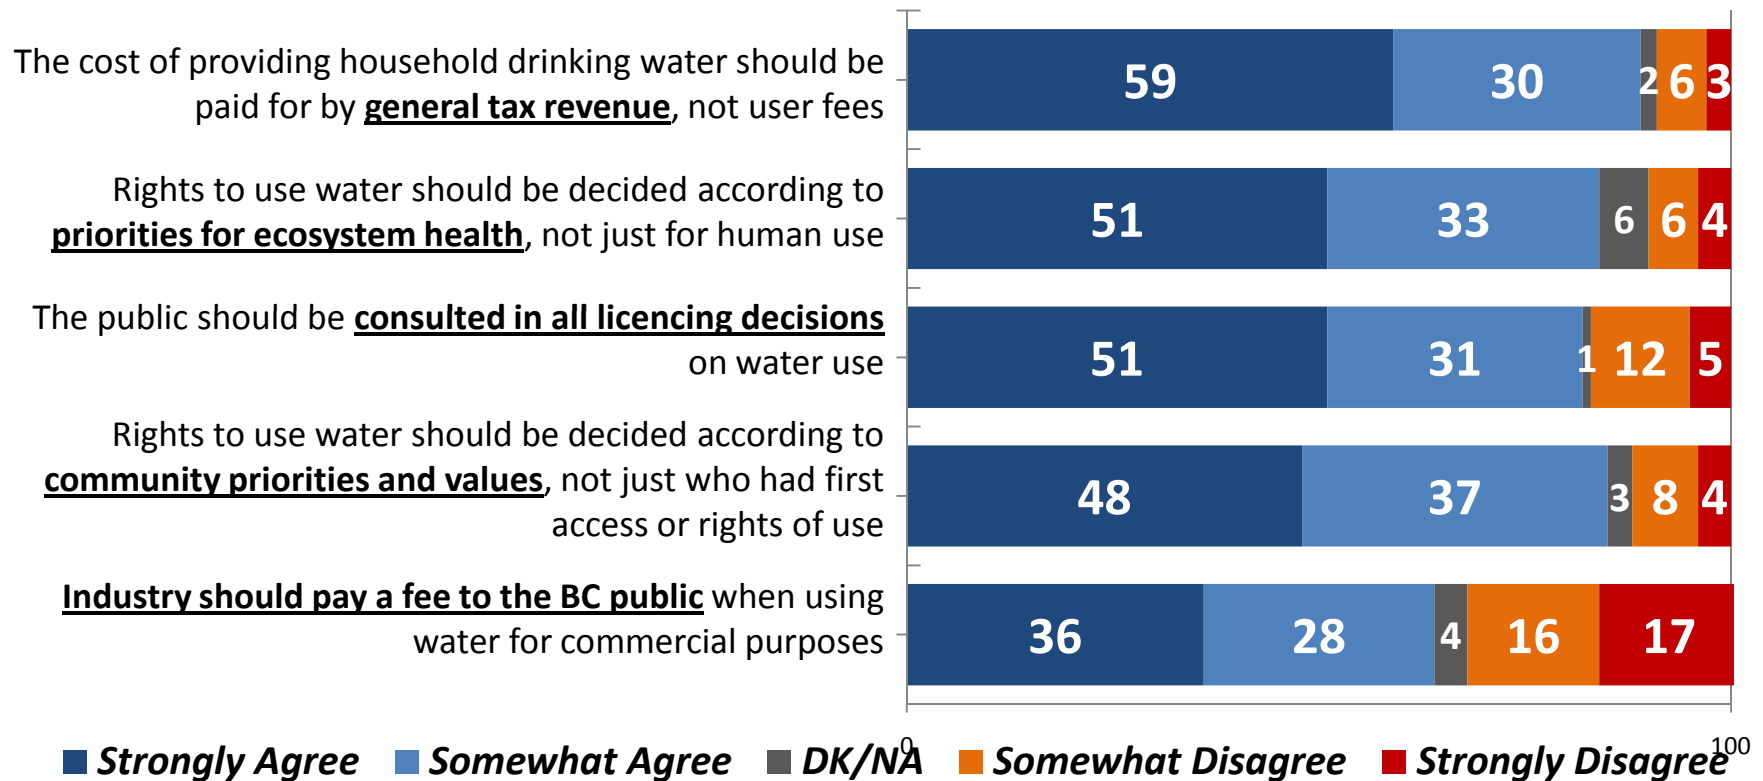 The cost of providing household drinking water should be
paid for by general tax revenue, not user fees
59 30 2 6 3
Rights to use water should be decided according to
priorities for ecosystem health, not just for human use
51 33 6 6 4
The public should be consulted in all licencing decisions
on water use
51 31 1 12 5
Rights to use water should be decided according to
community priorities and values, not just who had first
access or rights of use
48 37 3 8 4
Industry should pay a fee to the BC public when using
water for commercial purposes
36 28 4 16 17
0 100
Strongly Agree Somewhat Agree DK/NA Somewhat Disagree Strongly Disagree